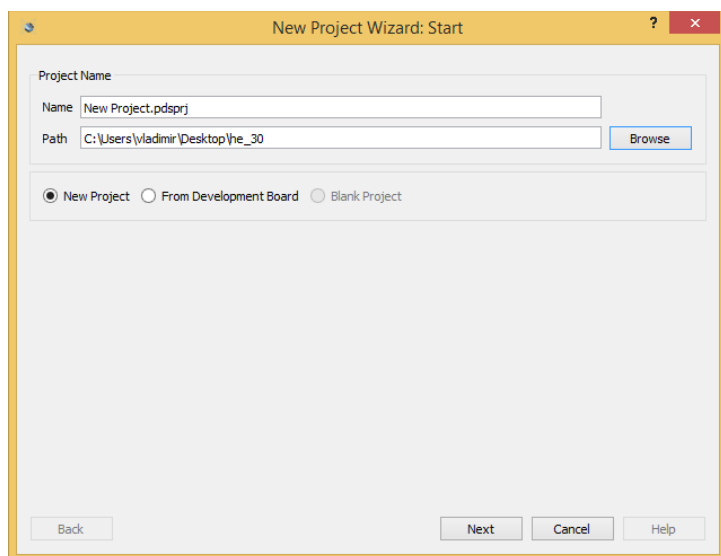 New Project Wizard: Start
? ×
Project Name
Name New Project.pdsprj
Path C:\Users\vladimir\Desktop\he_30 Browse
New Project From Development Board Blank Project
Back Next Cancel Help